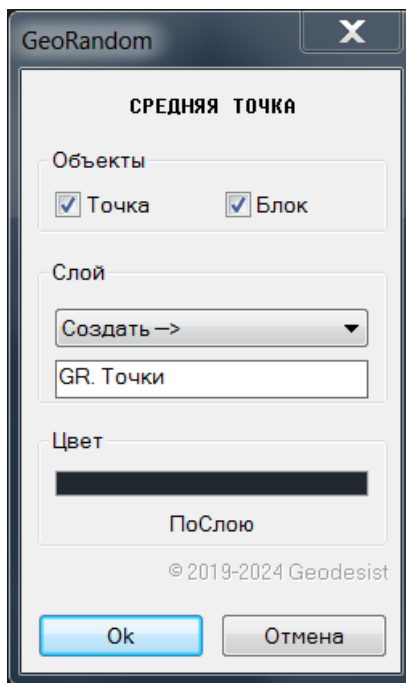 GeoRandom
СРЕДНЯЯ ТОЧКА
Объекты
Точка Блок
Слой
Создать—>
GR. Точки
Цвет
ПоСлою
© 2019-2024 Geodesist
Ok Отмена